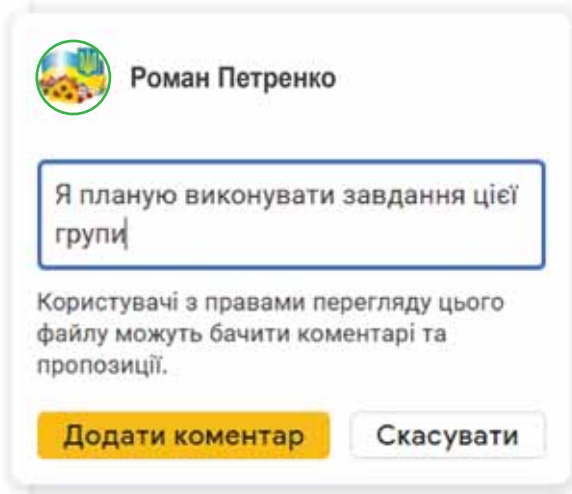 Роман Петренко
Я планую виконувати завдання цієї
групи
Користувачі з правами перегляду цього
файлу можуть бачити коментарі та
пропозиції.
Додати коментар
Скасувати